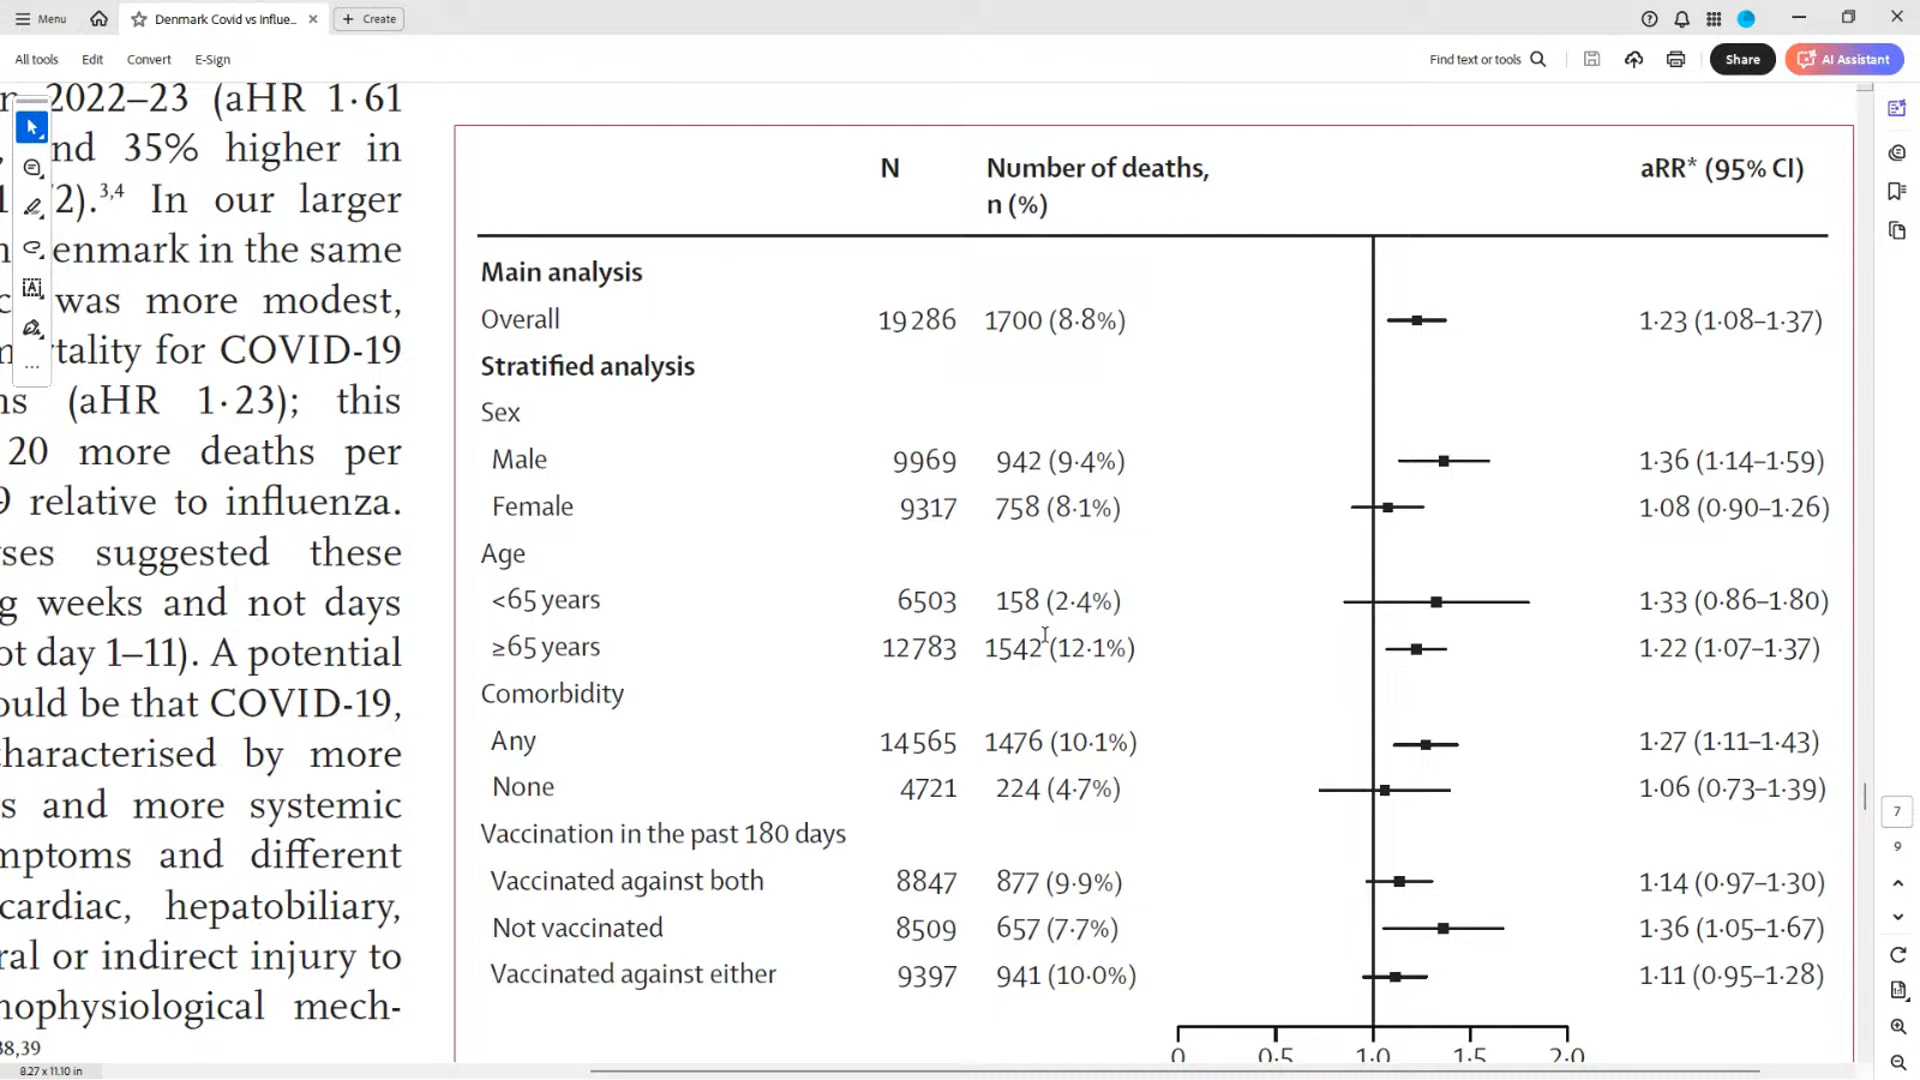 Menu
Denmark Covid vs Influe...
Create
All tools
Edit
Convert
E-Sign
Find text or tools
Share
AI Assistant
2022–23 (aHR 1·61
nd 35% higher in
2).3,4 In our larger
enmark in the same
was more modest,
tality for COVID-19
(aHR 1·23); this
20 more deaths per
9 relative to influenza.
ses suggested these
g weeks and not days
ot day 1–11). A potential
ould be that COVID-19,
haracterised by more
s and more systemic
mptoms and different
cardiac, hepatobiliary,
ral or indirect injury to
hophysiological mech-
38,39
N Number of deaths, aRR* (95% CI)
n (%)
Main analysis
Overall 19286 1700 (8·8%) 1·23 (1·08–1·37)
Stratified analysis
Sex
Male 9969 942 (9·4%) 1·36 (1·14–1·59)
Female 9317 758 (8·1%) 1·08 (0·90–1·26)
Age
<65 years 6503 158 (2·4%) 1·33 (0·86–1·80)
≥65 years 12783 1542 (12·1%) 1·22 (1·07–1·37)
Comorbidity
Any 14565 1476 (10·1%) 1·27 (1·11–1·43)
None 4721 224 (4·7%) 1·06 (0·73–1·39)
Vaccination in the past 180 days
Vaccinated against both 8847 877 (9·9%) 1·14 (0·97–1·30)
Not vaccinated 8509 657 (7·7%) 1·36 (1·05–1·67)
Vaccinated against either 9397 941 (10·0%) 1·11 (0·95–1·28)
0 0·5 1·0 1·5 2·0
7
9
8.27 x 11.10 in